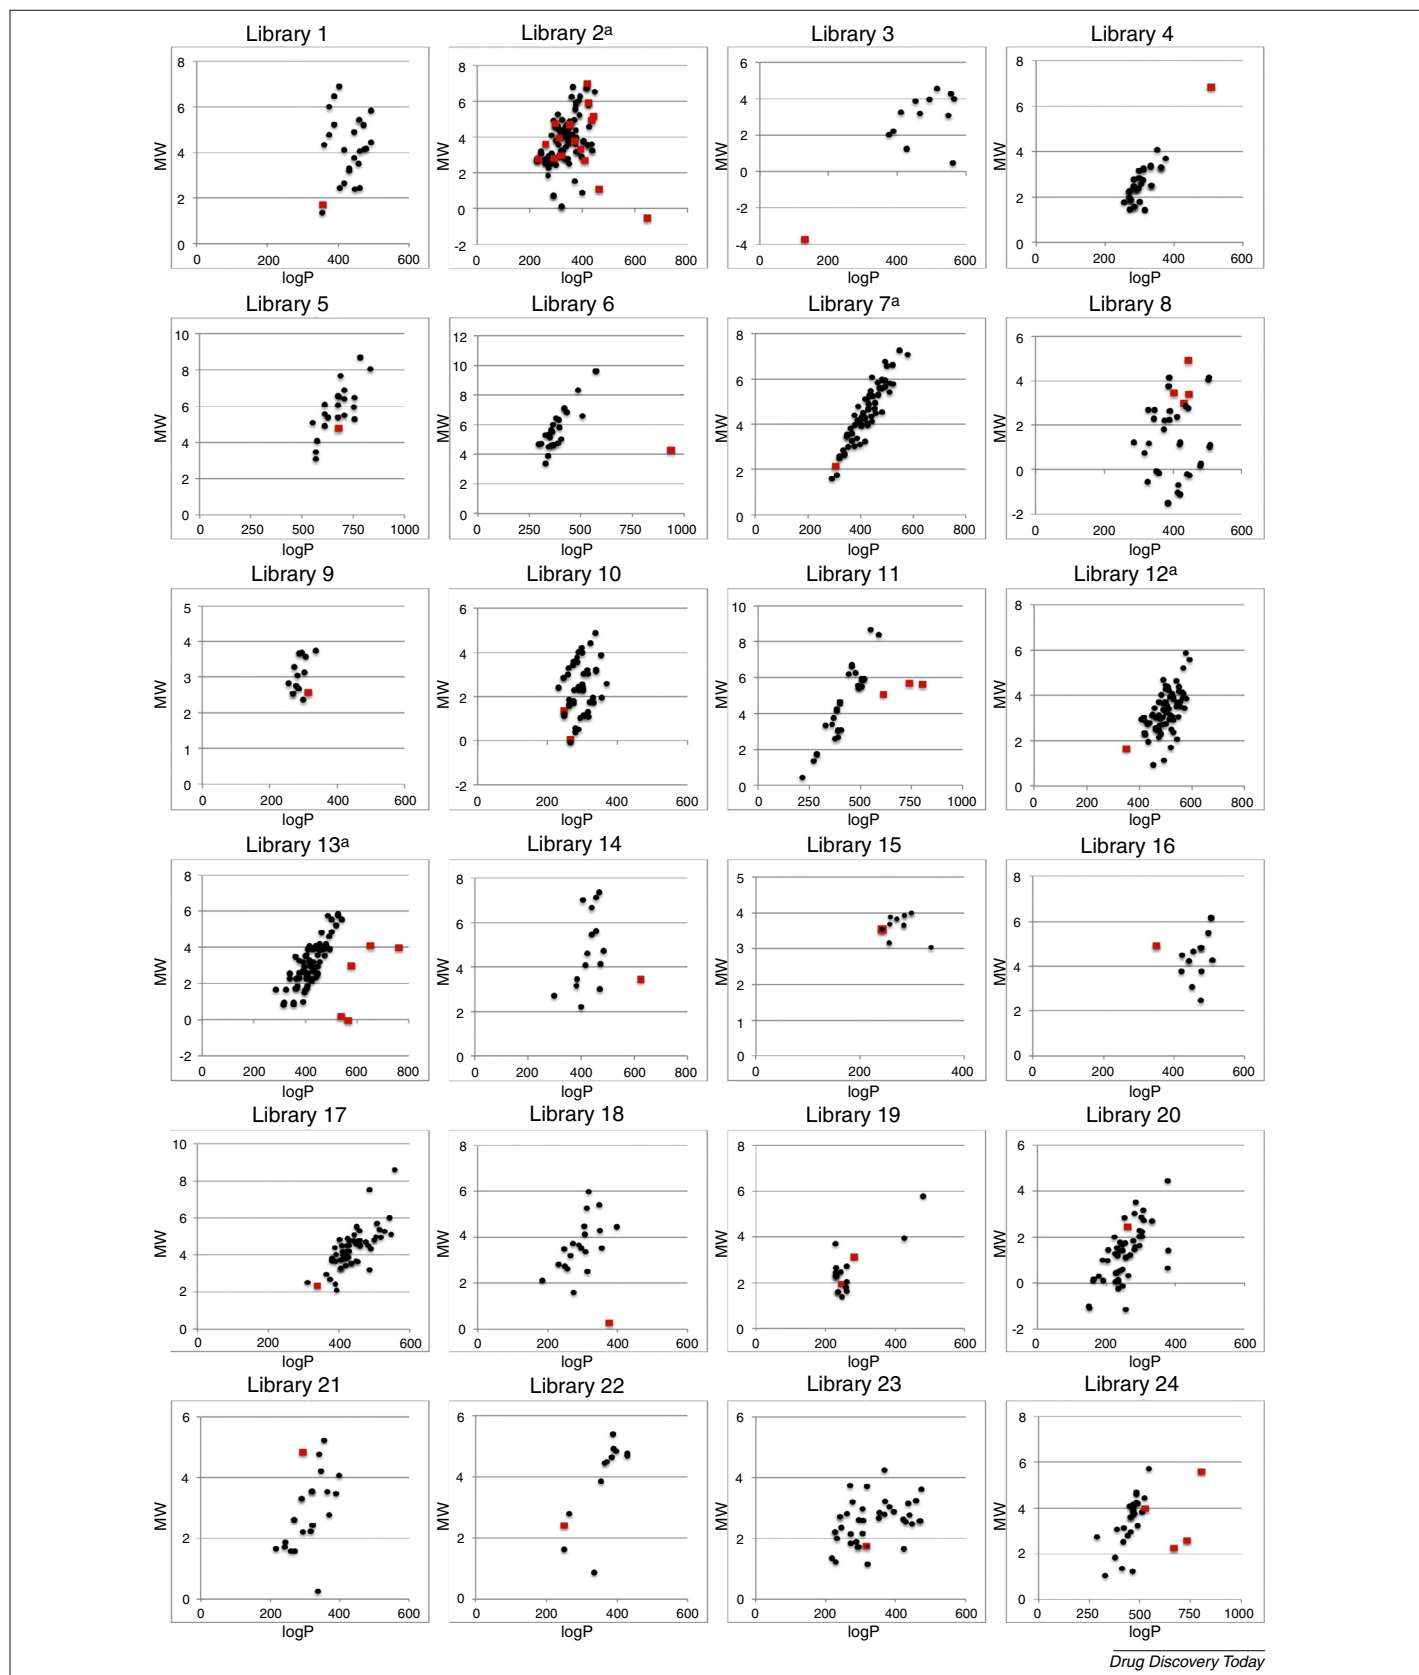 Library 1
MW
8
6
4
2
0
0 200 400 600
logP
Library 2a
MW
8
6
4
2
0
-2
0 200 400 600 800
logP
Library 3
MW
6
4
2
0
-2
-4
0 200 400 600
logP
Library 4
MW
8
6
4
2
0
0 200 400 600
logP
Library 5
MW
10
8
6
4
2
0
0 250 500 750 1000
logP
Library 6
MW
12
10
8
6
4
2
0
0 250 500 750 1000
logP
Library 7a
MW
8
6
4
2
0
0 200 400 600 800
logP
Library 8
MW
6
4
2
0
-2
0 200 400 600
logP
Library 9
MW
5
4
3
2
1
0
0 200 400 600
logP
Library 10
MW
6
4
2
0
-2
0 200 400 600
logP
Library 11
MW
10
8
6
4
2
0
0 250 500 750 1000
logP
Library 12a
MW
8
6
4
2
0
0 200 400 600 800
logP
Library 13a
MW
8
6
4
2
0
-2
0 200 400 600 800
logP
Library 14
MW
8
6
4
2
0
0 200 400 600 800
logP
Library 15
MW
5
4
3
2
1
0
0 200 400
logP
Library 16
MW
8
6
4
2
0
0 200 400 600
logP
Library 17
MW
10
8
6
4
2
0
0 200 400 600
logP
Library 18
MW
8
6
4
2
0
0 200 400 600
logP
Library 19
MW
8
6
4
2
0
0 200 400 600
logP
Library 20
MW
6
4
2
0
-2
0 200 400 600
logP
Library 21
MW
6
4
2
0
0 200 400 600
logP
Library 22
MW
6
4
2
0
0 200 400 600
logP
Library 23
MW
6
4
2
0
0 200 400 600
logP
Library 24
MW
8
6
4
2
0
0 250 500 750 1000
logP
Drug Discovery Today